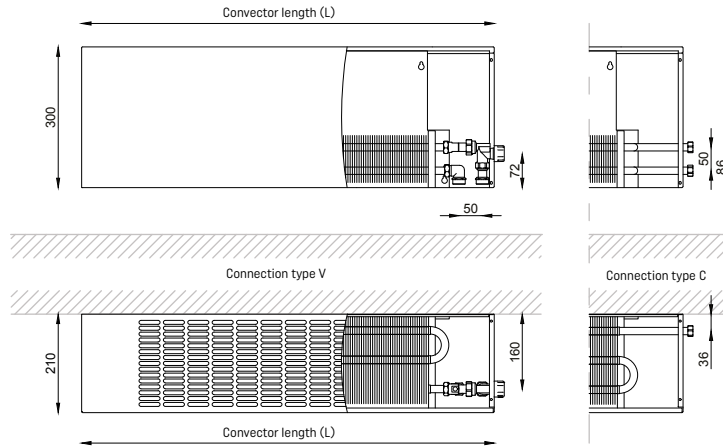 Convector length (L)
300
72
50
50
86
Connection type V
Connection type C
210
160
36
Convector length (L)